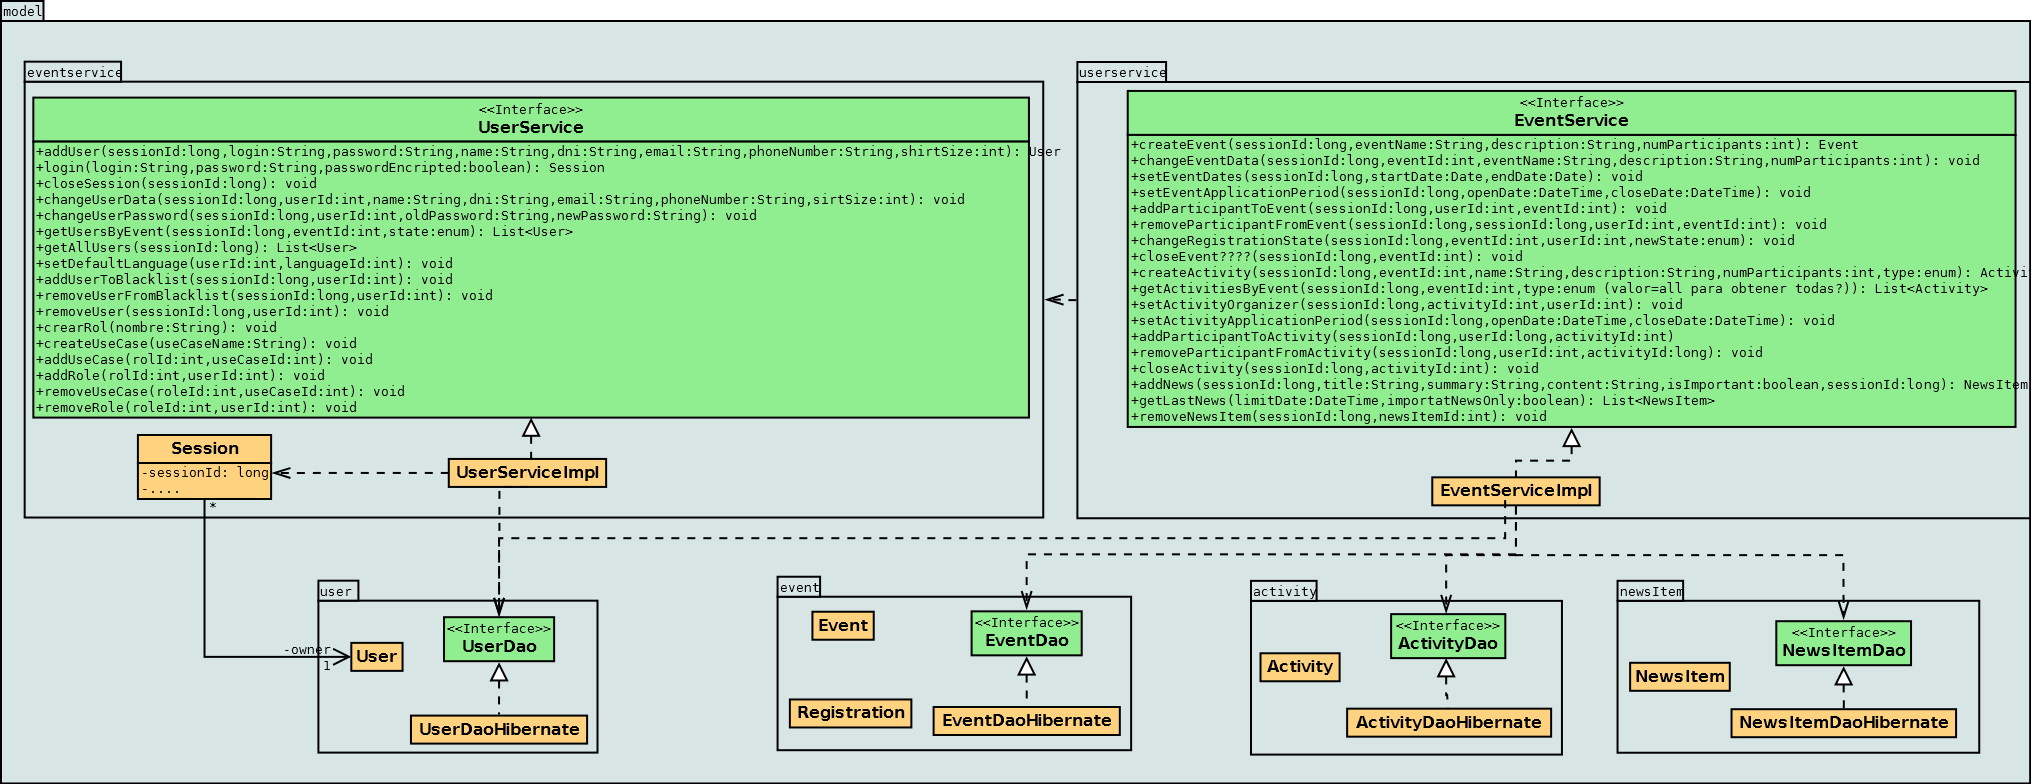 model
eventservice
<<Interface>>
UserService
+addUser(sessionId:long,login:String,password:String,name:String,dni:String,email:String,phoneNumber:String,shirtSize:int): User
+login(login:String,password:String,passwordEncripted:boolean): Session
+closeSession(sessionId:long): void
+changeUserData(sessionId:long,userId:int,name:String,dni:String,email:String,phoneNumber:String,sirtSize:int): void
+changeUserPassword(sessionId:long,userId:int,oldPassword:String,newPassword:String): void
+getUsersByEvent(sessionId:long,eventId:int,state:enum): List<User>
+getAllUsers(sessionId:long): List<User>
+setDefaultLanguage(userId:int,languageId:int): void
+addUserToBlacklist(sessionId:long,userId:int): void
+removeUserFromBlacklist(sessionId:long,userId:int): void
+removeUser(sessionId:long,userId:int): void
+crearRol(nombre:String): void
+createUseCase(useCaseName:String): void
+addUseCase(rolId:int,useCaseId:int): void
+addRole(rolId:int,userId:int): void
+removeUseCase(roleId:int,useCaseId:int): void
+removeRole(roleId:int,userId:int): void
Session
-sessionId: long
-....
UserServiceImpl
*
userservice
<<Interface>>
EventService
+createEvent(sessionId:long,eventName:String,description:String,numParticipants:int): Event
+changeEventData(sessionId:long,eventId:int,eventName:String,description:String,numParticipants:int): void
+setEventDates(sessionId:long,startDate:Date,endDate:Date): void
+setEventApplicationPeriod(sessionId:long,openDate:DateTime,closeDate:DateTime): void
+addParticipantToEvent(sessionId:long,userId:int,eventId:int): void
+removeParticipantFromEvent(sessionId:long,sessionId:long,userId:int,eventId:int): void
+changeRegistrationState(sessionId:long,eventId:int,userId:int,newState:enum): void
+closeEvent????(sessionId:long,eventId:int): void
+createActivity(sessionId:long,eventId:int,name:String,description:String,numParticipants:int,type:enum): Activi
+getActivitiesByEvent(sessionId:long,eventId:int,type:enum (valor=all para obtener todas?)): List<Activity>
+setActivityOrganizer(sessionId:long,activityId:int,userId:int): void
+setActivityApplicationPeriod(sessionId:long,openDate:DateTime,closeDate:DateTime): void
+addParticipantToActivity(sessionId:long,userId:long,activityId:int)
+removeParticipantFromActivity(sessionId:long,userId:int,activityId:long): void
+closeActivity(sessionId:long,activityId:int): void
+addNews(sessionId:long,title:String,summary:String,content:String,isImportant:boolean,sessionId:long): NewsItem
+getLastNews(limitDate:DateTime,importatNewsOnly:boolean): List<NewsItem>
+removeNewsItem(sessionId:long,newsItemId:int): void
EventServiceImpl
user
-owner
1
User
<<Interface>>
UserDao
UserDaoHibernate
event
Event
<<Interface>>
EventDao
Registration
EventDaoHibernate
activity
<<Interface>>
ActivityDao
Activity
ActivityDaoHibernate
newsItem
<<Interface>>
NewsItemDao
NewsItem
NewsItemDaoHibernate